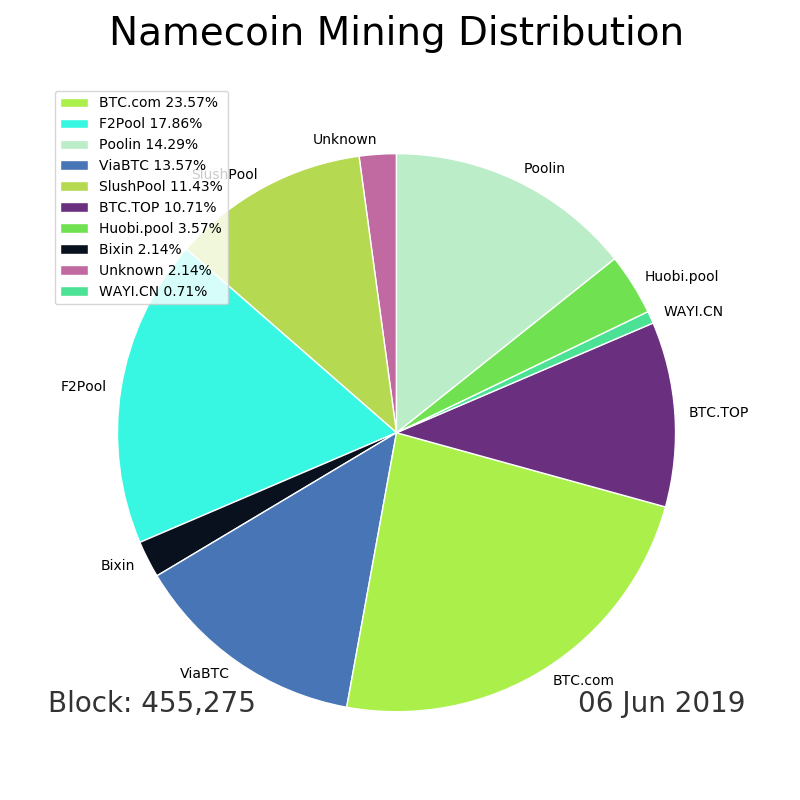 Namecoin Mining Distribution
BTC.com 23.57%
F2Pool 17.86%
Poolin 14.29%
ViaBTC 13.57%
SlushPool 11.43%
BTC.TOP 10.71%
Huobi.pool 3.57%
Bixin 2.14%
Unknown 2.14%
WAYI.CN 0.71%
Unknown
Poolin
SlushPool
Huobi.pool
WAYI.CN
F2Pool
BTC.TOP
Bixin
ViaBTC
BTC.com
Block: 455,275
06 Jun 2019